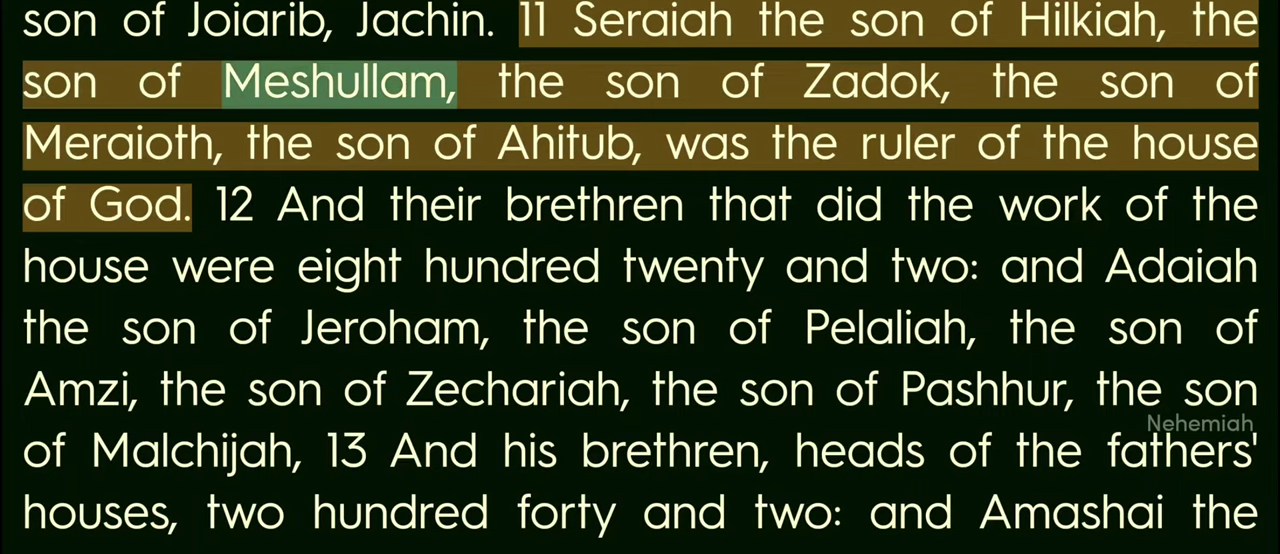 son of Joiarib, Jachin. 11 Seraiah the son of Hilkiah, the
son of Meshullam, the son of Zadok, the son of
Meraioth, the son of Ahitub, was the ruler of the house
of God. 12 And their brethren that did the work of the
house were eight hundred twenty and two: and Adaiah
the son of Jeroham, the son of Pelaliah, the son of
Amzi, the son of Zechariah, the son of Pashhur, the son
Nehemiah
of Malchijah, 13 And his brethren, heads of the fathers'
houses, two hundred forty and two: and Amashai the